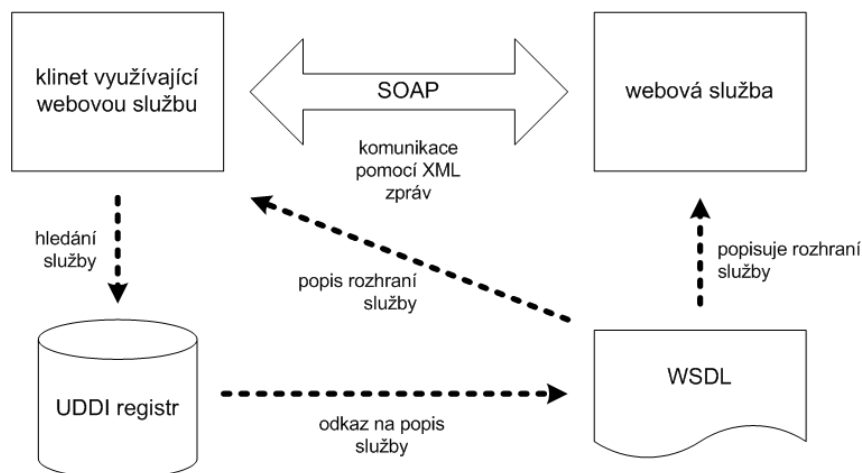 klinet využívající
webovou službu
SOAP
webová služba
komunikace
pomocí XML
zpráv
hledání
služby
popis rozhraní
služby
popisuje rozhraní
služby
UDDI registr
odkaz na popis
služby
WSDL